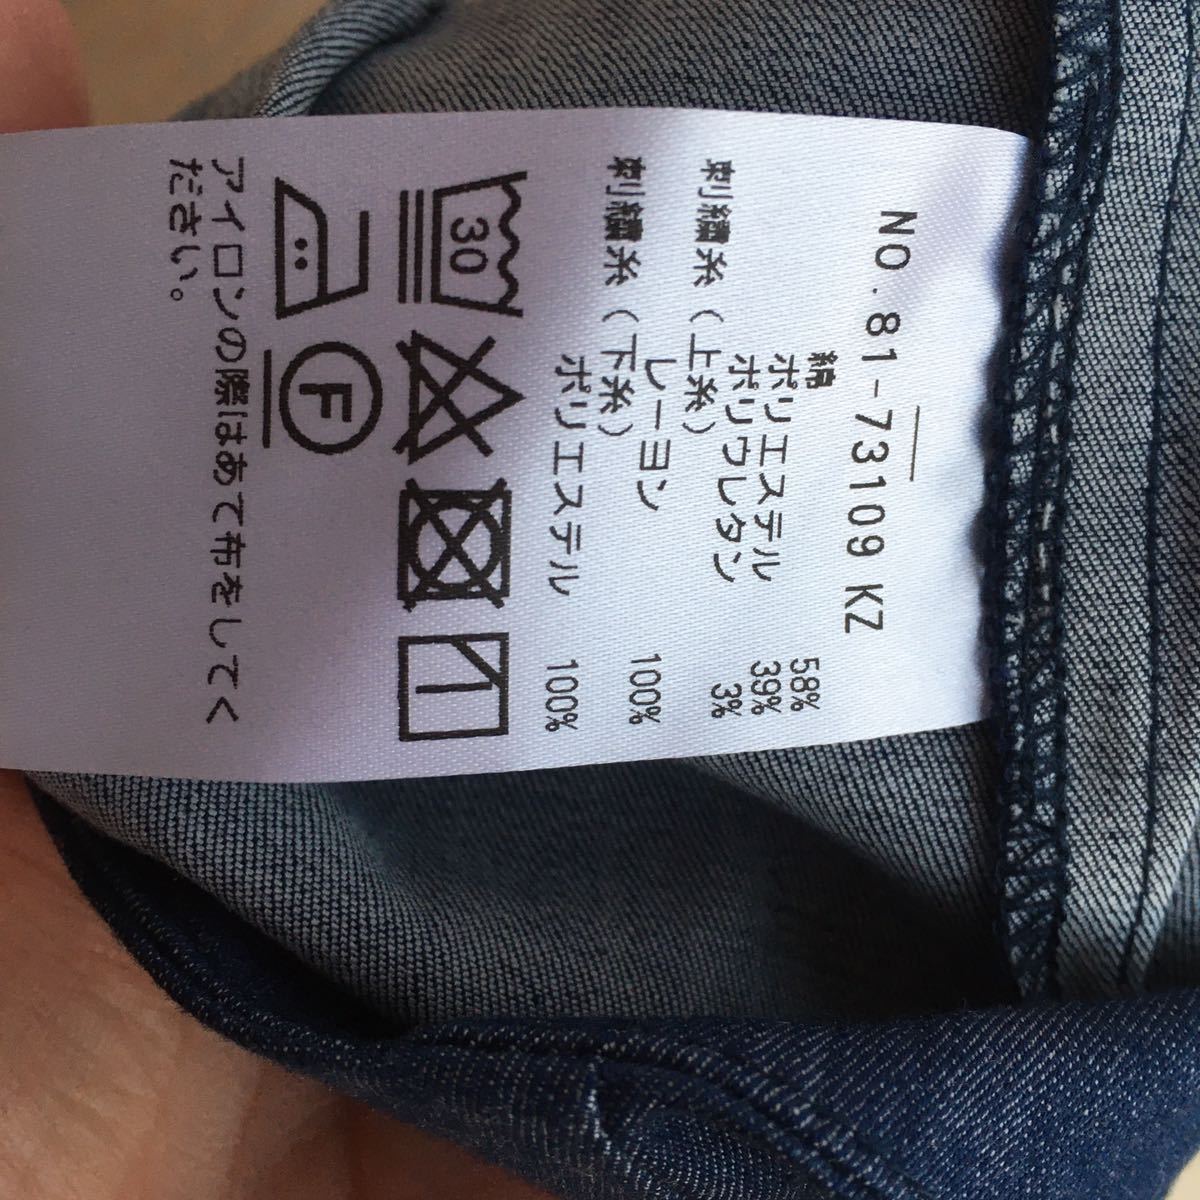 NO.81-73109 KZ
綿 58%
ポリエステル 39%
ポリウレタン 3%
刺繍糸（上糸）
レーヨン 100%
刺繍糸（下糸）
ポリエステル 100%
30
F
アイロンの際はあて布をしてく
ださい。